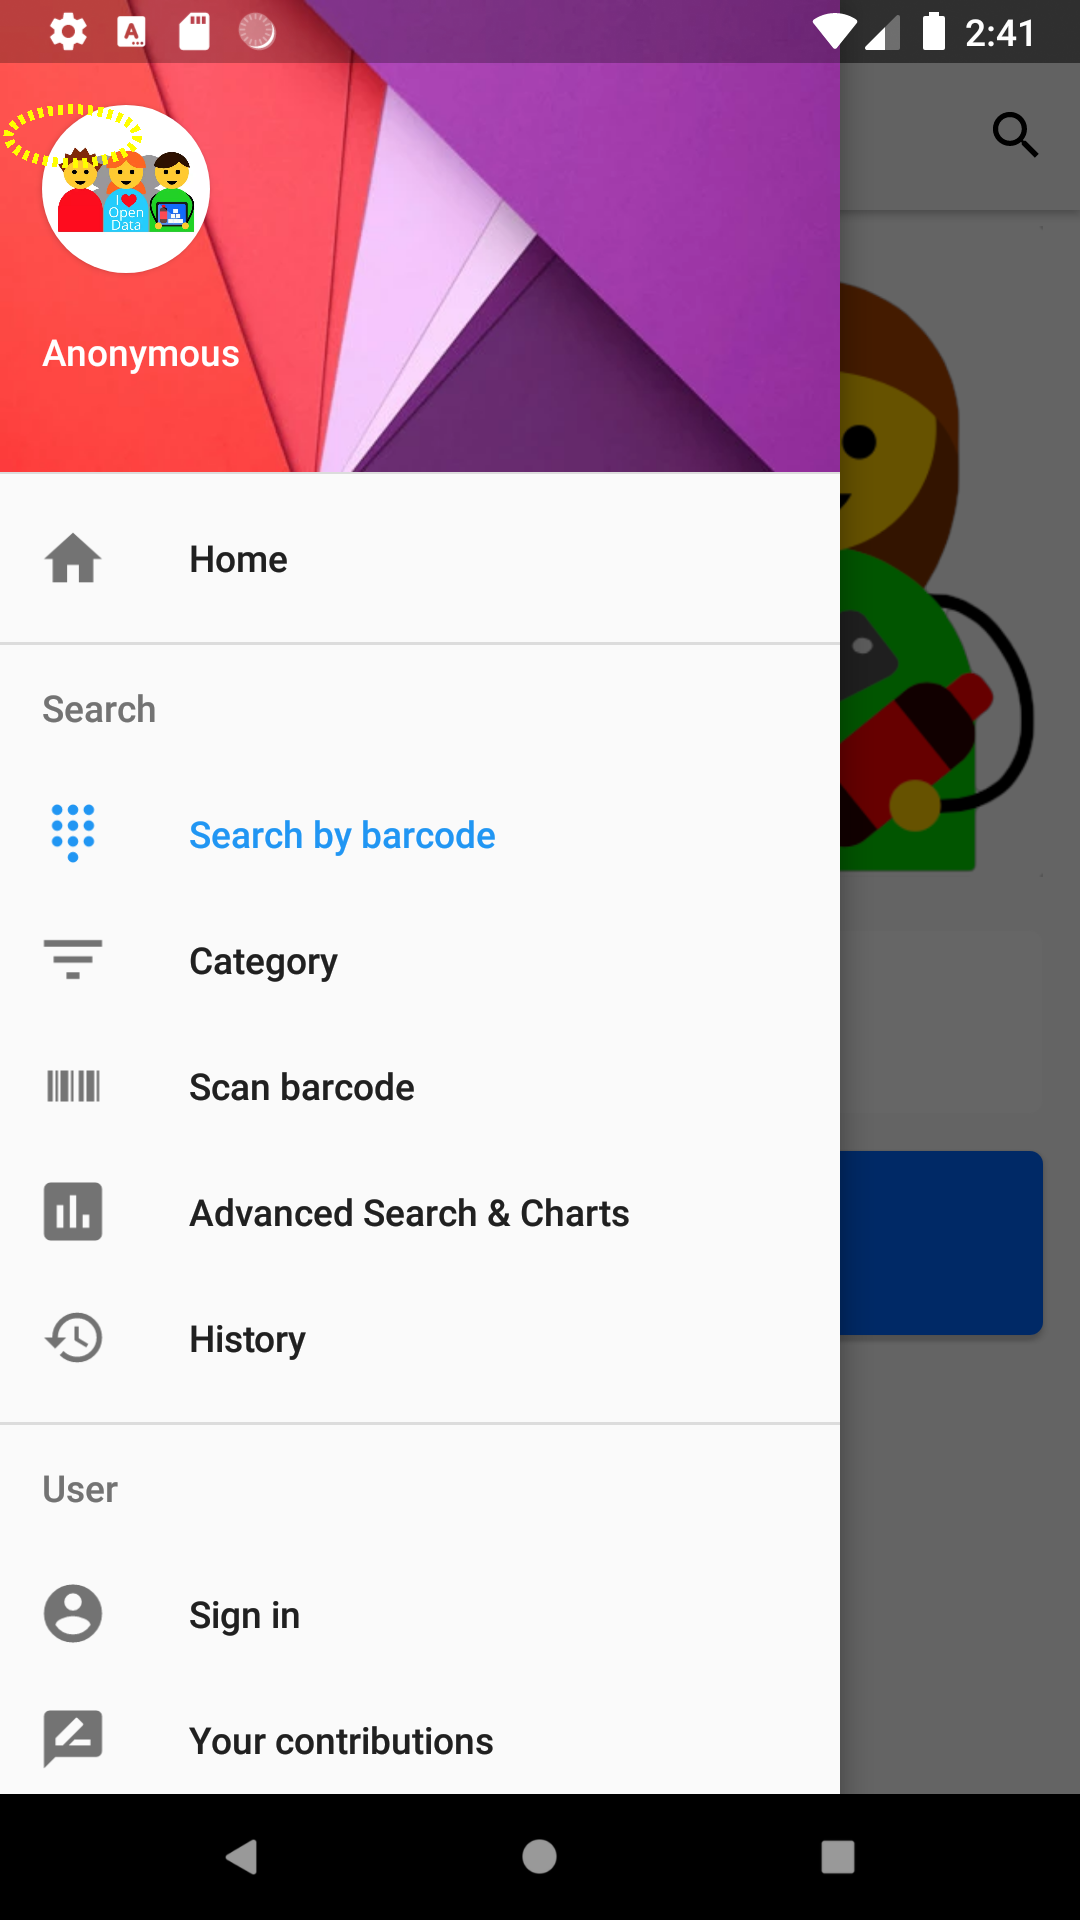 2:41
I
Open
Data
Anonymous
Home
Search
Search by barcode
Category
Scan barcode
Advanced Search & Charts
History
User
Sign in
Your contributions